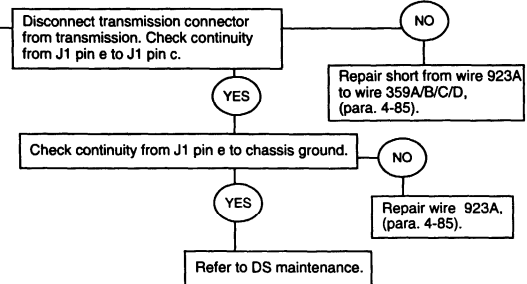 Disconnect transmission connector
from transmission. Check continuity
from J1 pin e to J1 pin c.
NO
Repair short from wire 923A
to wire 359A/B/C/D,
(para. 4-85).
YES
Check continuity from J1 pin e to chassis ground.
NO
Repair wire 923A,
(para. 4-85).
YES
Refer to DS maintenance.